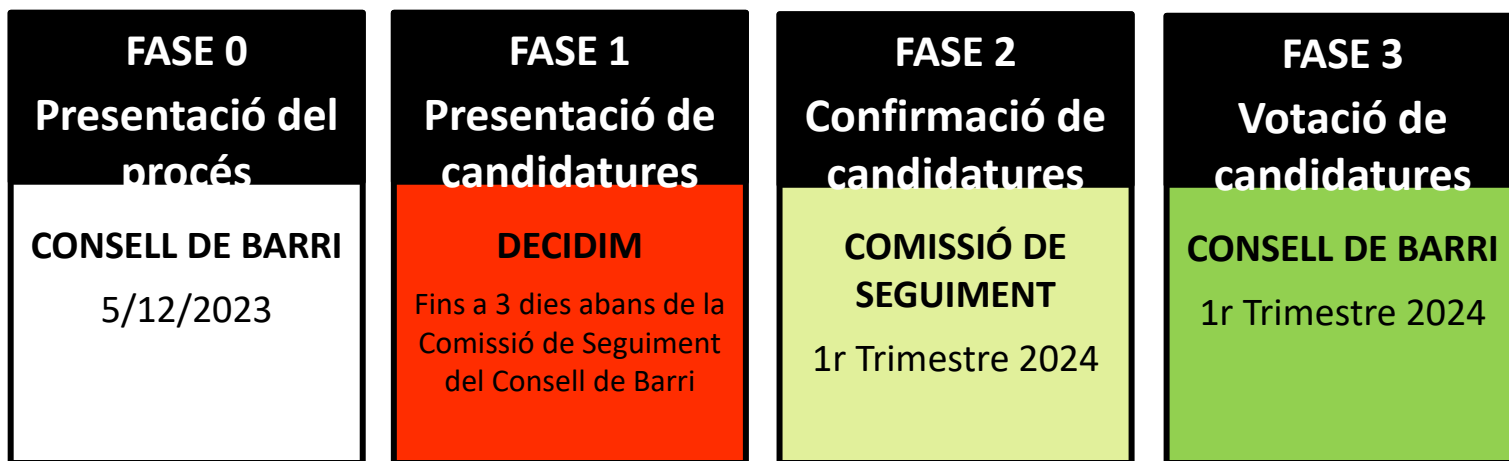 FASE 0
Presentació del
procés
CONSELL DE BARRI
5/12/2023
FASE 1
Presentació de
candidatures
DECIDIM
Fins a 3 dies abans de la
Comissió de Seguiment
del Consell de Barri
FASE 2
Confirmació de
candidatures
COMISSIÓ DE
SEGUIMENT
1r Trimestre 2024
FASE 3
Votació de
candidatures
CONSELL DE BARRI
1r Trimestre 2024